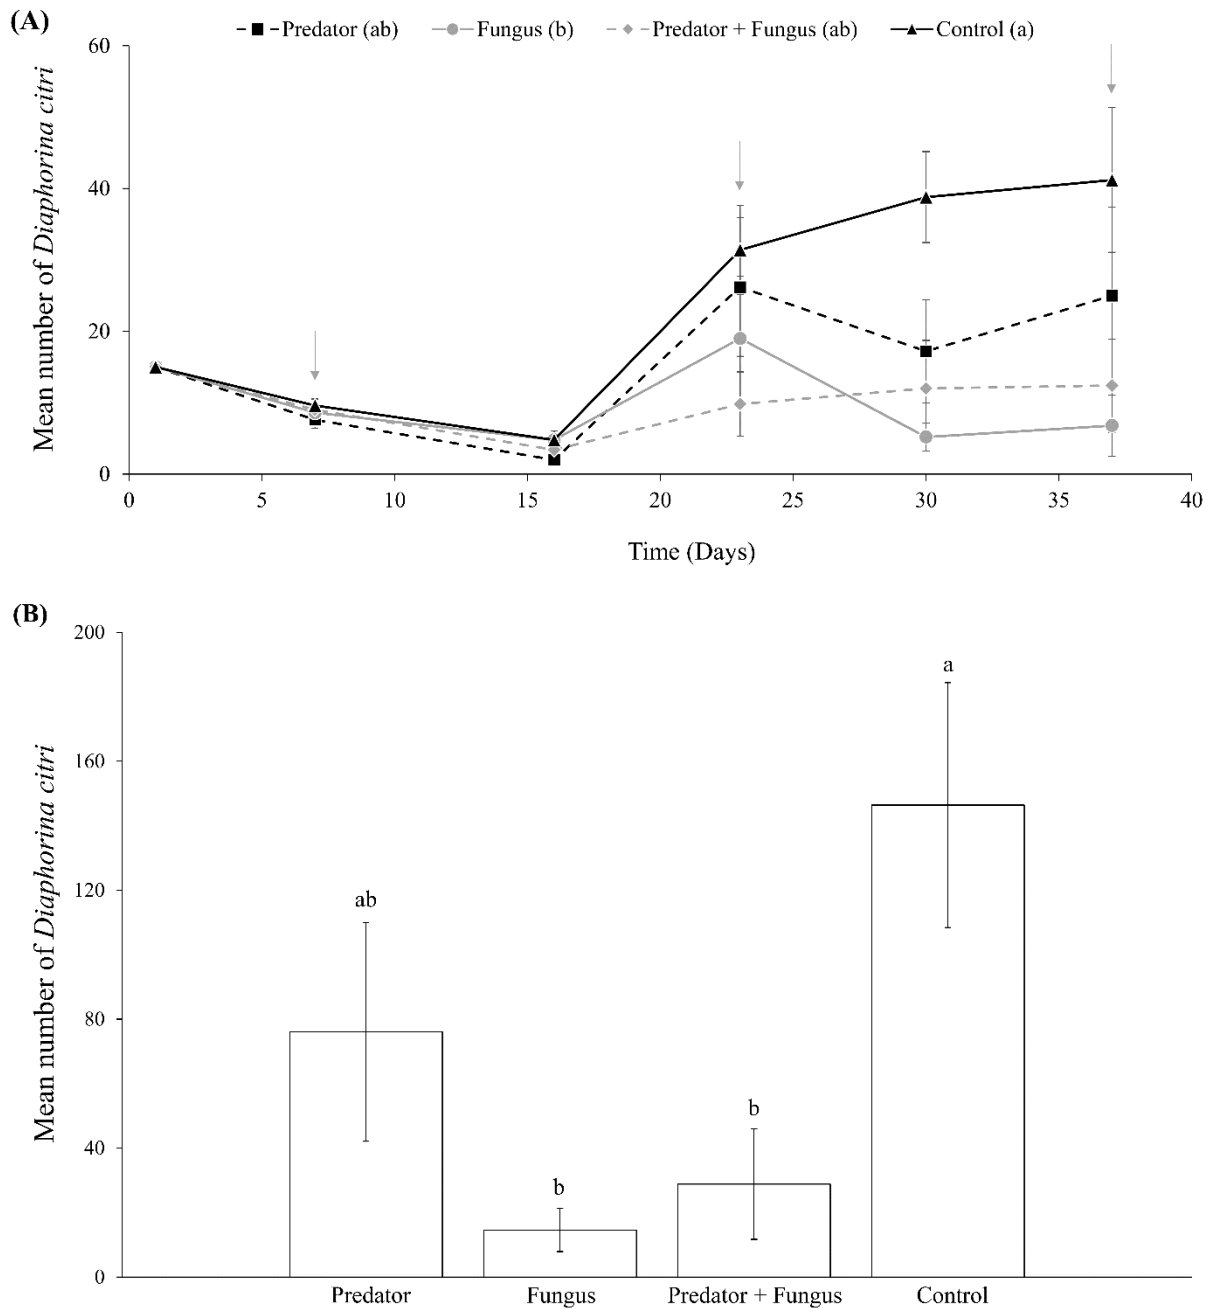 (A)
Predator (ab) Fungus (b) Predator + Fungus (ab) Control (a)
Mean number of Diaphorina citri
60
40
20
0
0 5 10 15 20 25 30 35 40
Time (Days)
(B)
Mean number of Diaphorina citri
200
160
120
80
40
0
ab
b
b
a
Predator Fungus Predator + Fungus Control